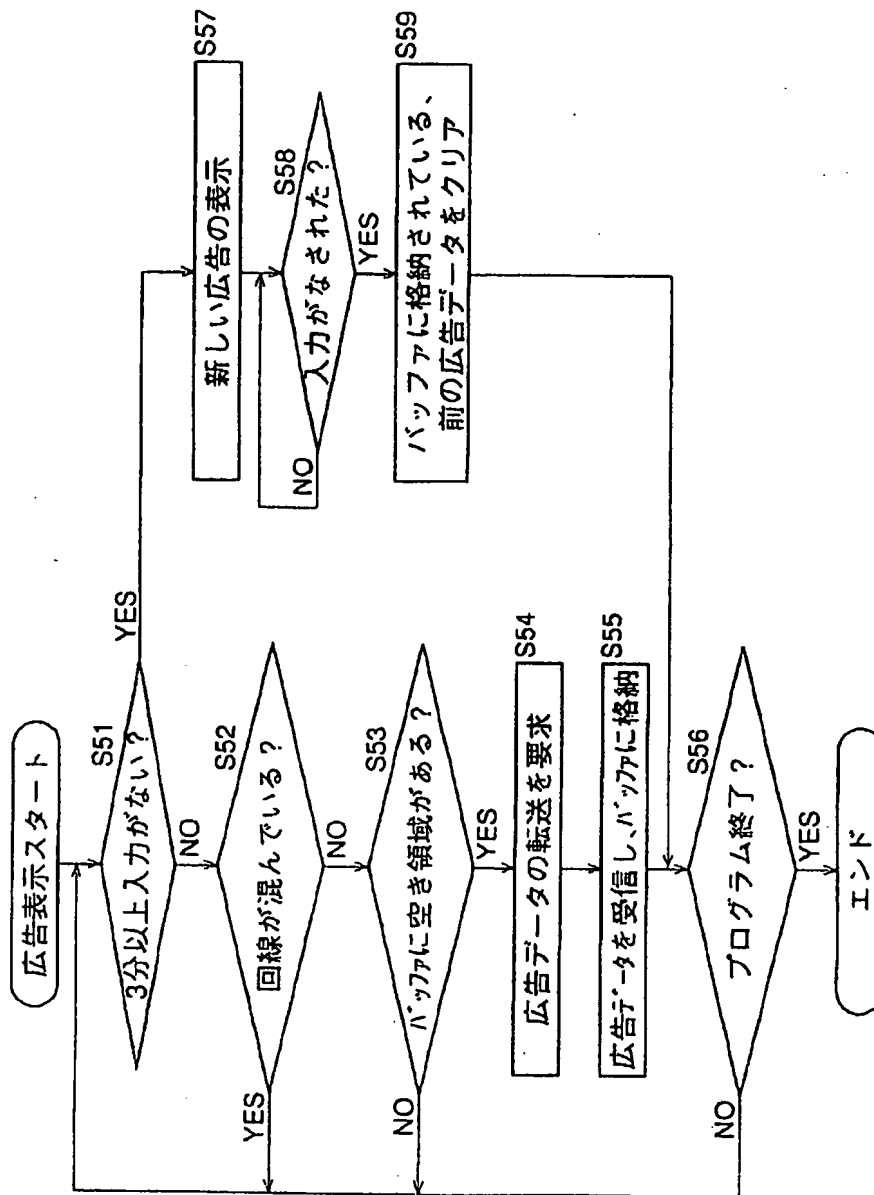 広告表示スタート
S51
3分以上入力がない?
YES
NO
S52
回線が混んでいる?
YES
NO
S53
バッファに空き領域がある?
NO
YES
S54
広告データの転送を要求
S55
広告データを受信し、バッファに格納
S56
プログラム終了?
NO
YES
エンド
S57
新しい広告の表示
S58
入力がなされた?
NO
YES
S59
バッファに格納されている、
前の広告データをクリア